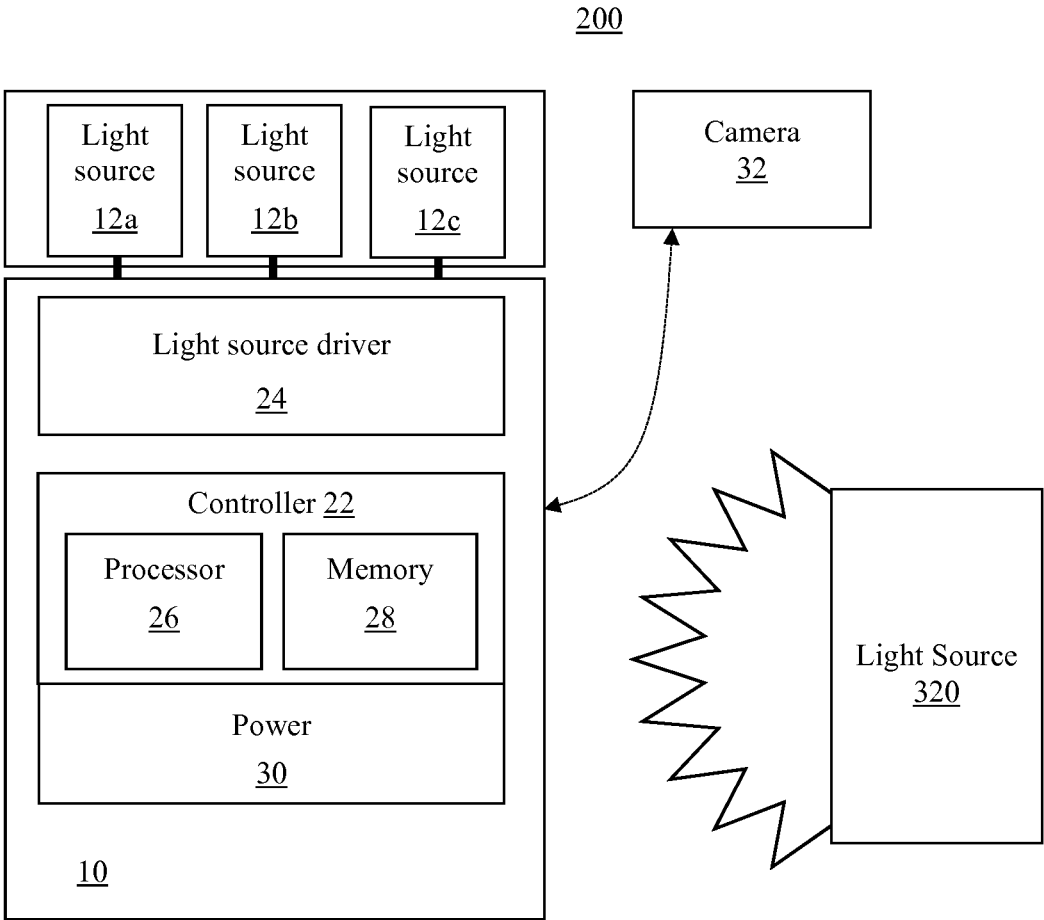 200
Light
source
12a
Light
source
12b
Light
source
12c
Camera
32
Light source driver
24
Controller 22
Processor
26
Memory
28
Light Source
320
Power
30
10